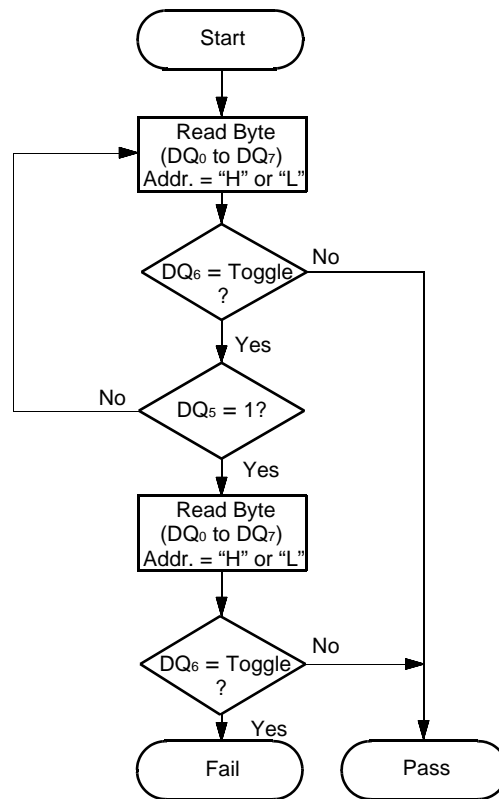 Start
Read Byte
(DQ₀ to DQ₇)
Addr. = “H” or “L”
DQ₆ = Toggle
?
No
Yes
DQ₅ = 1?
No
Yes
Read Byte
(DQ₀ to DQ₇)
Addr. = “H” or “L”
DQ₆ = Toggle
?
No
Yes
Fail
Pass